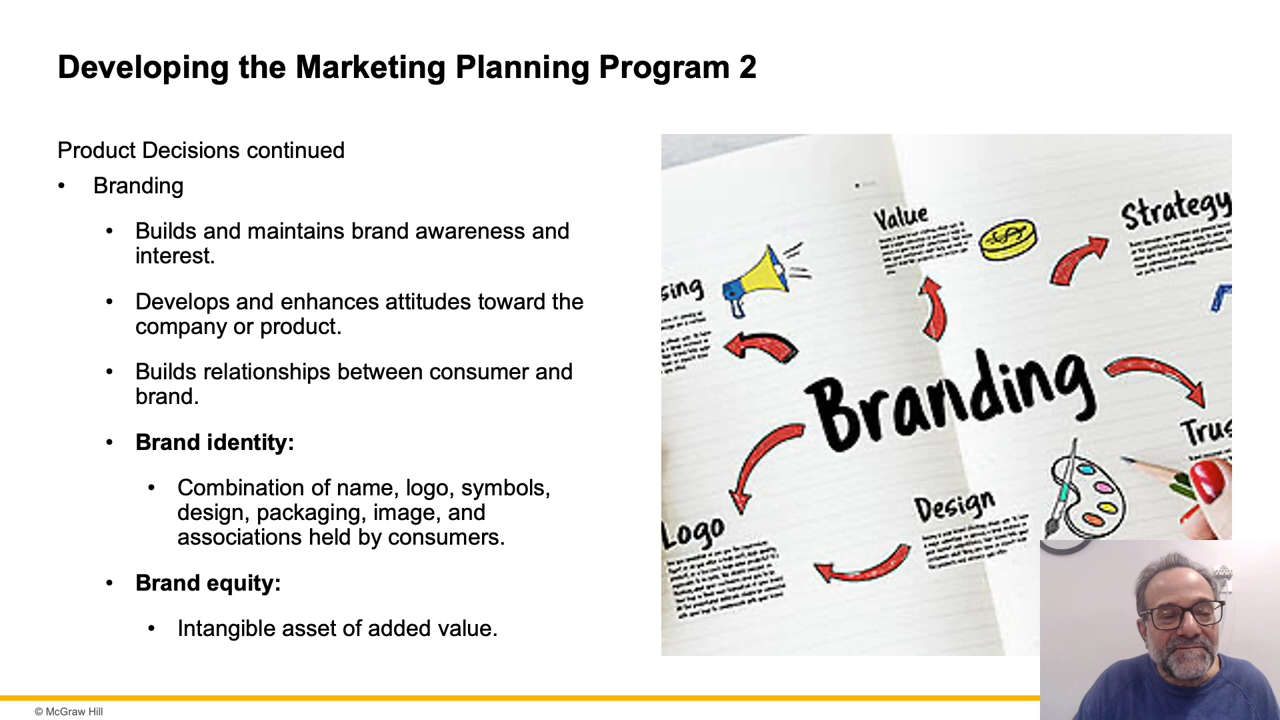 Developing the Marketing Planning Program 2
Product Decisions continued
• Branding
• Builds and maintains brand awareness and
interest.
• Develops and enhances attitudes toward the
company or product.
• Builds relationships between consumer and
brand.
• Brand identity:
• Combination of name, logo, symbols,
design, packaging, image, and
associations held by consumers.
• Brand equity:
• Intangible asset of added value.
Value
Strategy
sing
Branding
Trus
Design
Logo
© McGraw Hill